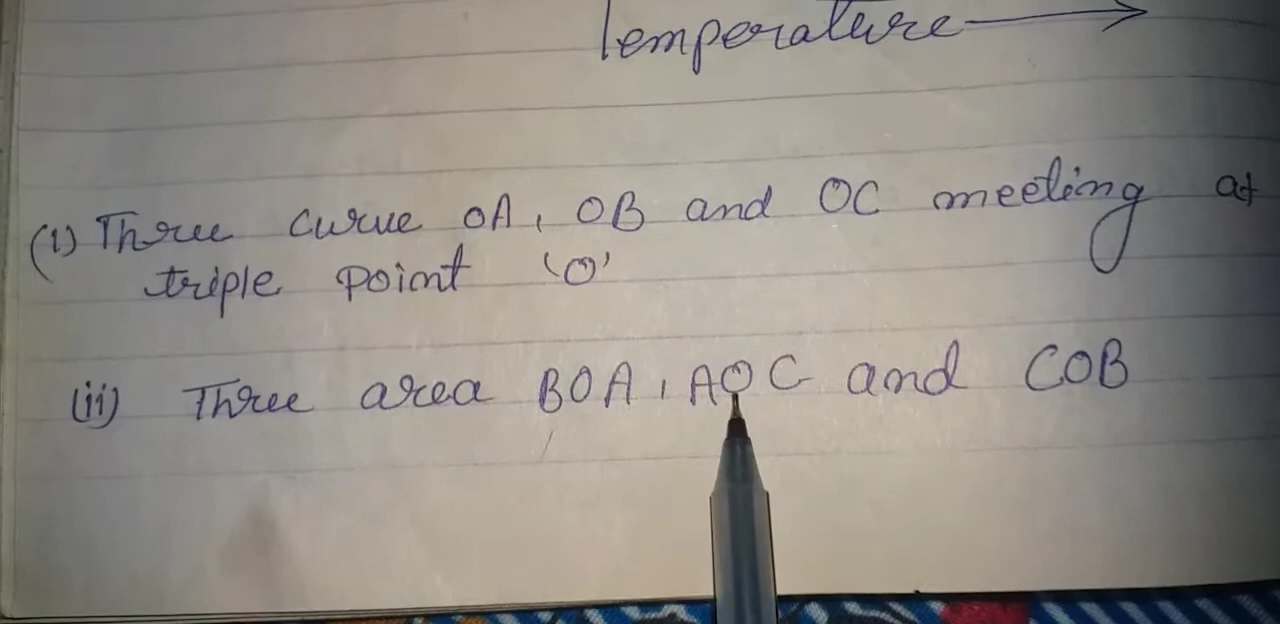 Temperature
(i) Three curve OA, OB and OC meeting at
triple point 'O'
(ii) Three area BOA, AOC and COB